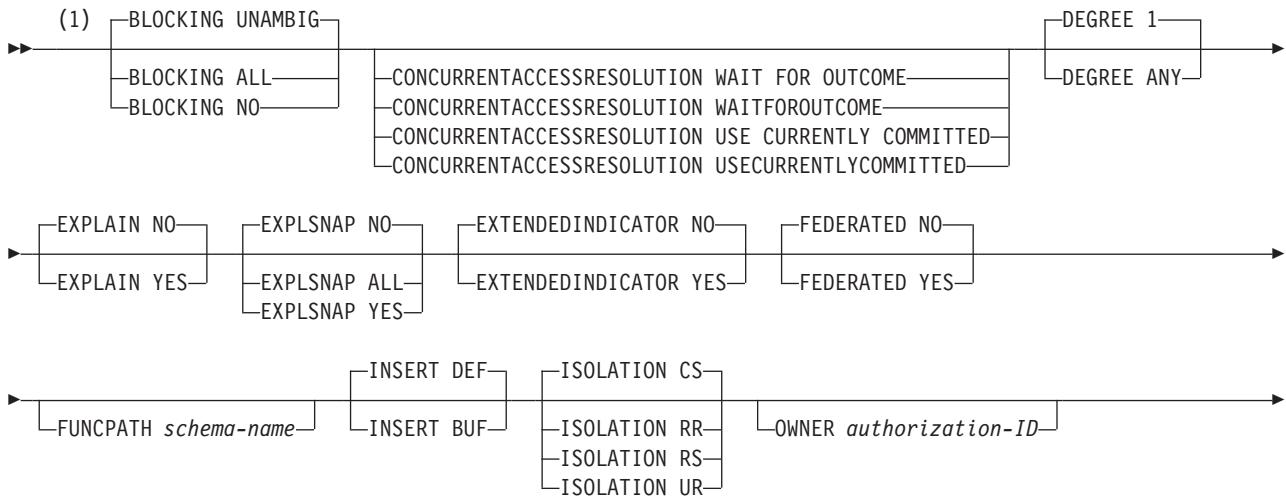 (1)
BLOCKING UNAMBIG
BLOCKING ALL
BLOCKING NO
CONCURRENTACCESSRESOLUTION WAIT FOR OUTCOME
CONCURRENTACCESSRESOLUTION WAITFOROUTCOME
CONCURRENTACCESSRESOLUTION USE CURRENTLY COMMITTED
CONCURRENTACCESSRESOLUTION USECURRENTLYCOMMITTED
DEGREE 1
DEGREE ANY
EXPLAIN NO
EXPLAIN YES
EXPLSNAP NO
EXPLSNAP ALL
EXPLSNAP YES
EXTENDEDINDICATOR NO
EXTENDEDINDICATOR YES
FEDERATED NO
FEDERATED YES
FUNCPATH schema-name
INSERT DEF
INSERT BUF
ISOLATION CS
ISOLATION RR
ISOLATION RS
ISOLATION UR
OWNER authorization-ID